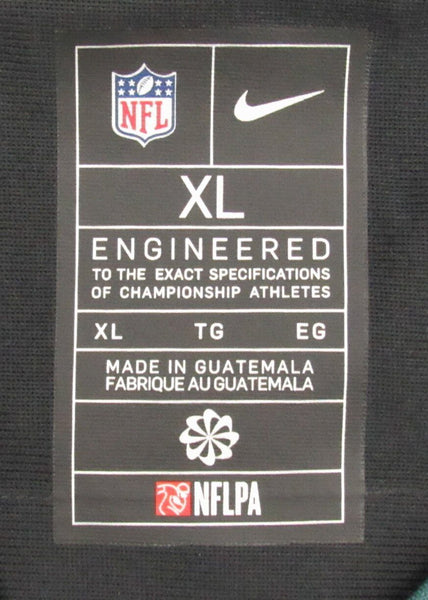 NFL
XL
ENGINEERED
TO THE EXACT SPECIFICATIONS
OF CHAMPIONSHIP ATHLETES
XL TG EG
MADE IN GUATEMALA
FABRIQUE AU GUATEMALA
NFLPA